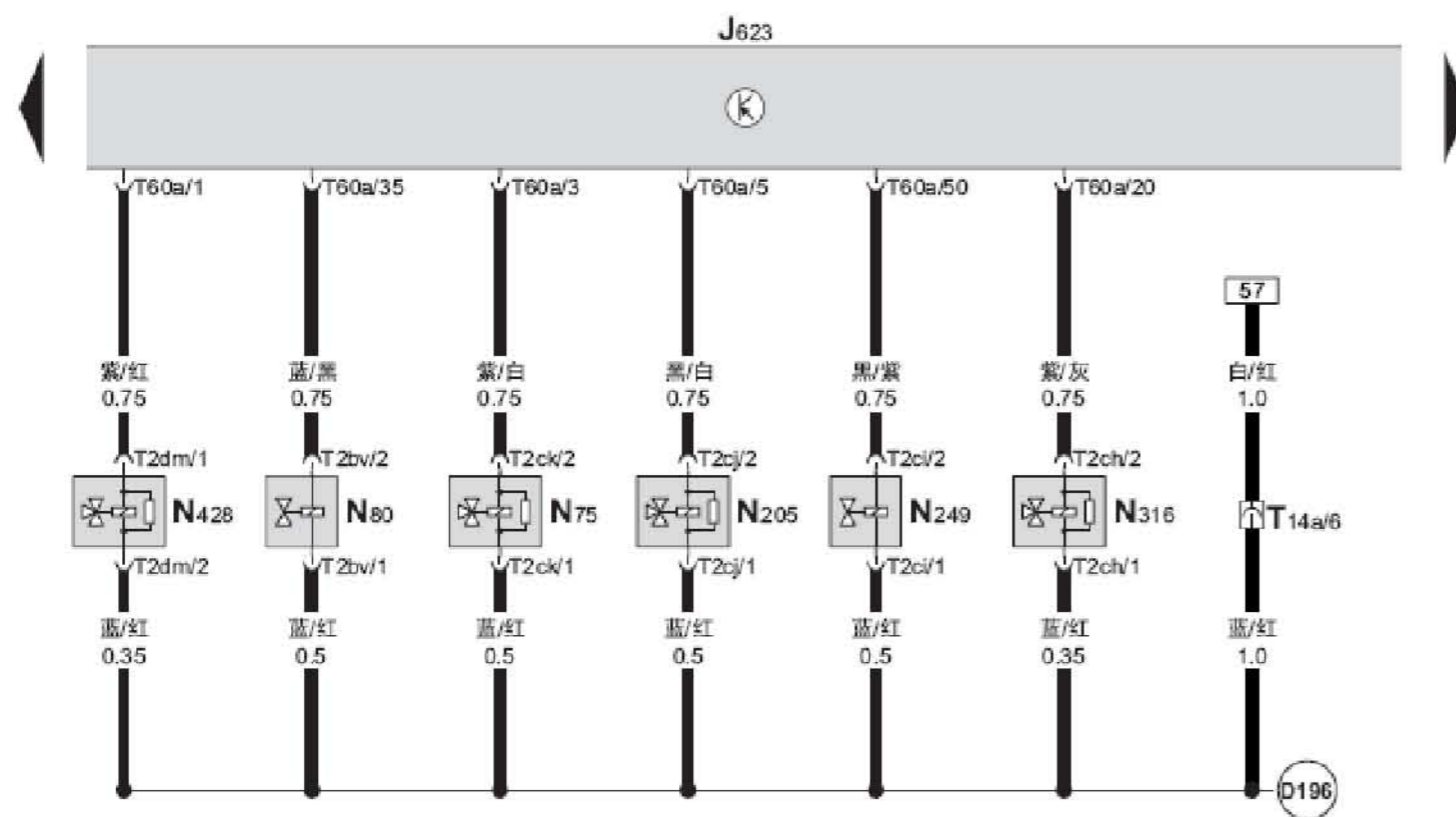 J623
T60a/1 T60a/35 T60a/3 T60a/5 T60a/50 T60a/20
57
紫/红 蓝/黑 紫/白 黑/白 黑/紫 紫/灰 白/红
0.75 0.75 0.75 0.75 0.75 0.75 1.0
T2dm/1 T2bv/2 T2ck/2 T2cj/2 T2ci/2 T2ch/2
N428 N80 N75 N205 N249 N316 T14a/6
T2dm/2 T2bv/1 T2ck/1 T2cj/1 T2ci/1 T2ch/1
蓝/红 蓝/红 蓝/红 蓝/红 蓝/红 蓝/红 蓝/红
0.35 0.5 0.5 0.5 0.5 0.35 1.0
D196